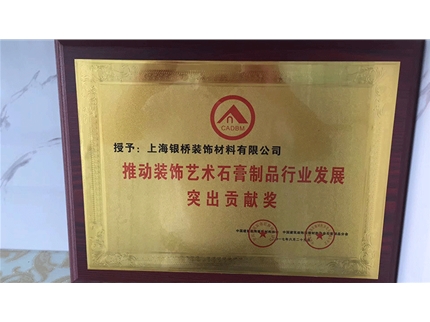 CADBM
授予：上海银桥装饰材料有限公司
推动装饰艺术石膏制品行业发展
突出贡献奖